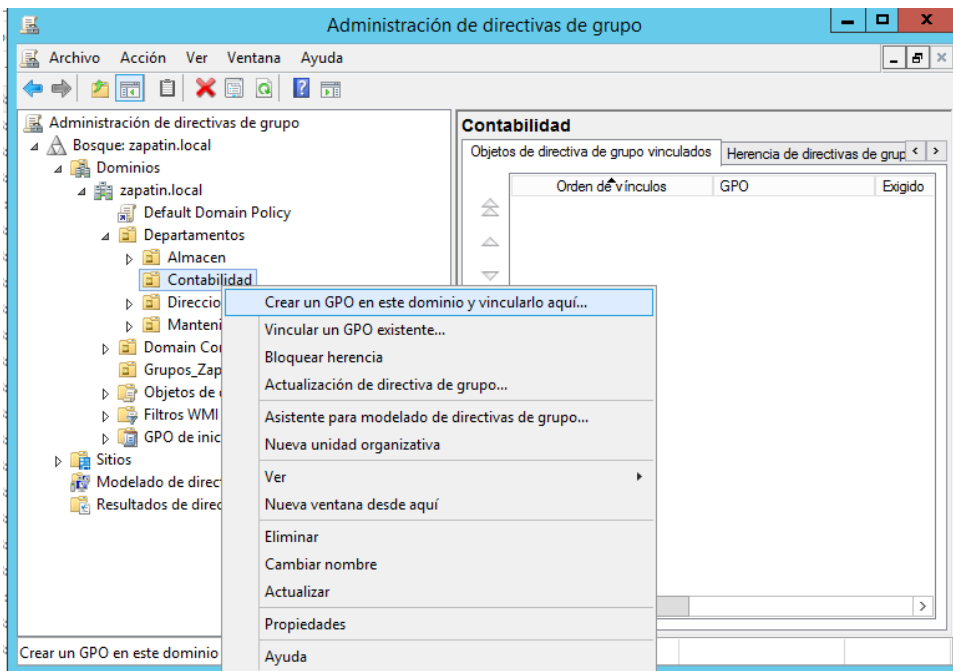 Administración de directivas de grupo
Archivo Acción Ver Ventana Ayuda
Administración de directivas de grupo
Bosque: zapatin.local
Dominios
zapatin.local
Default Domain Policy
Departamentos
Almacen
Contabilidad
Direccio
Manteni
Domain Con
Grupos_Zap
Objetos de
Filtros WMI
GPO de inic
Sitios
Modelado de direc
Resultados de direc
Contabilidad
Objetos de directiva de grupo vinculados Herencia de directivas de grup
Orden de vínculos GPO Exigido
Crear un GPO en este dominio y vincularlo aquí...
Vincular un GPO existente...
Bloquear herencia
Actualización de directiva de grupo...
Asistente para modelado de directivas de grupo...
Nueva unidad organizativa
Ver
Nueva ventana desde aquí
Eliminar
Cambiar nombre
Actualizar
Propiedades
Ayuda
Crear un GPO en este dominio